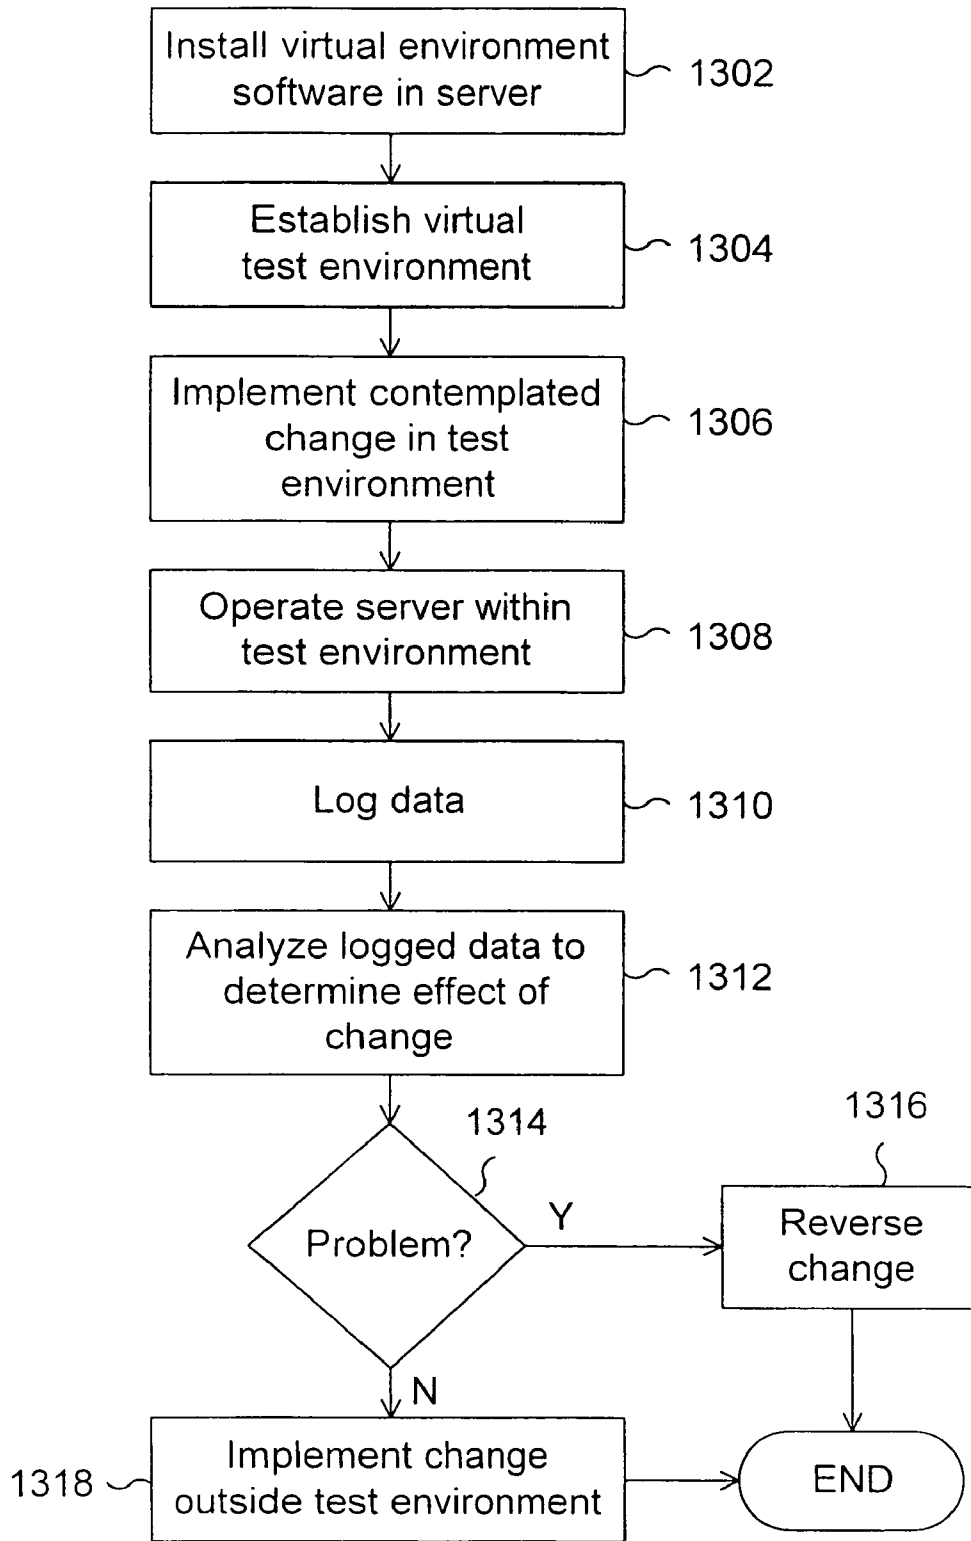 Install virtual environment
software in server
1302
Establish virtual
test environment
1304
Implement contemplated
change in test
environment
1306
Operate server within
test environment
1308
Log data
1310
Analyze logged data to
determine effect of
change
1312
1314
Problem?
Y
1316
Reverse
change
N
1318
Implement change
outside test environment
END